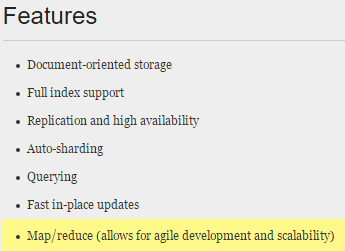 Features
Document-oriented storage
Full index support
Replication and high availability
Auto-sharding
Querying
Fast in-place updates
Map/reduce (allows for agile development and scalability)